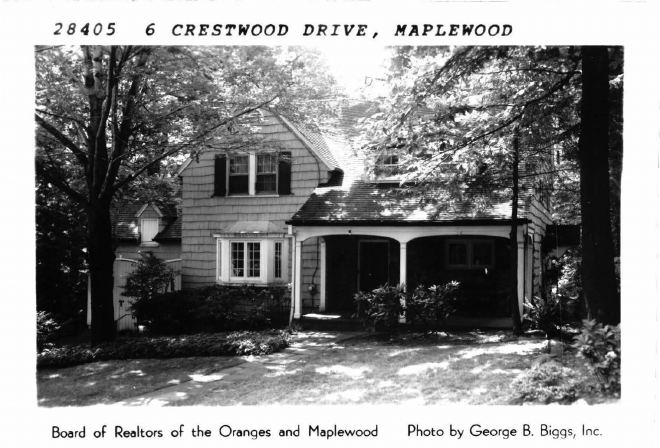 28405 6 CRESTWOOD DRIVE, MAPLEWOOD
Board of Realtors of the Oranges and Maplewood Photo by George B. Biggs, Inc.